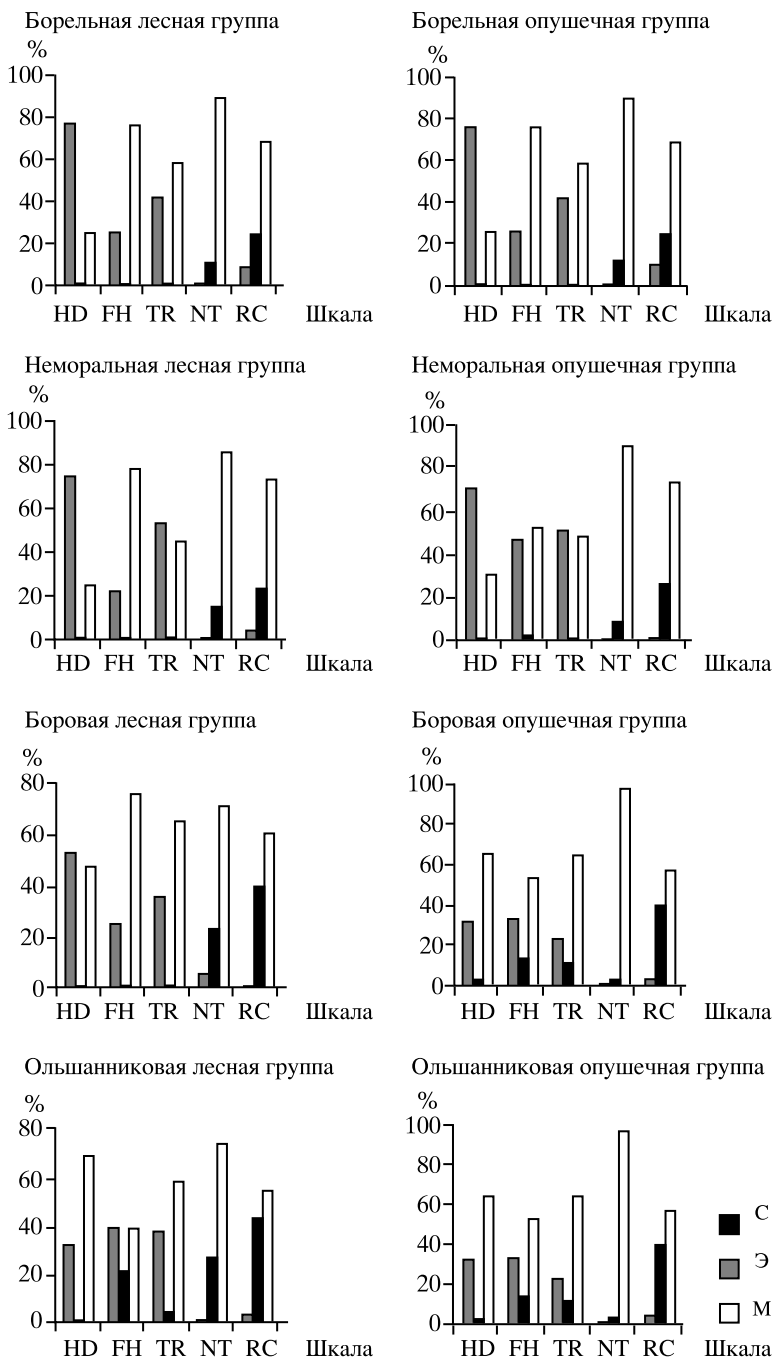 Борельная лесная группа
%
100
80
60
40
20
0
HD FH TR NT RC Шкала
Борельная опушечная группа
%
100
80
60
40
20
0
HD FH TR NT RC Шкала
Неморальная лесная группа
%
100
80
60
40
20
0
HD FH TR NT RC Шкала
Неморальная опушечная группа
%
100
80
60
40
20
0
HD FH TR NT RC Шкала
Боровая лесная группа
%
80
60
40
20
0
HD FH TR NT RC Шкала
Боровая опушечная группа
%
100
80
60
40
20
0
HD FH TR NT RC Шкала
Ольшанниковая лесная группа
%
80
60
40
20
0
HD FH TR NT RC Шкала
Ольшанниковая опушечная группа
%
100
80
60
40
20
0
HD FH TR NT RC Шкала
С
Э
М